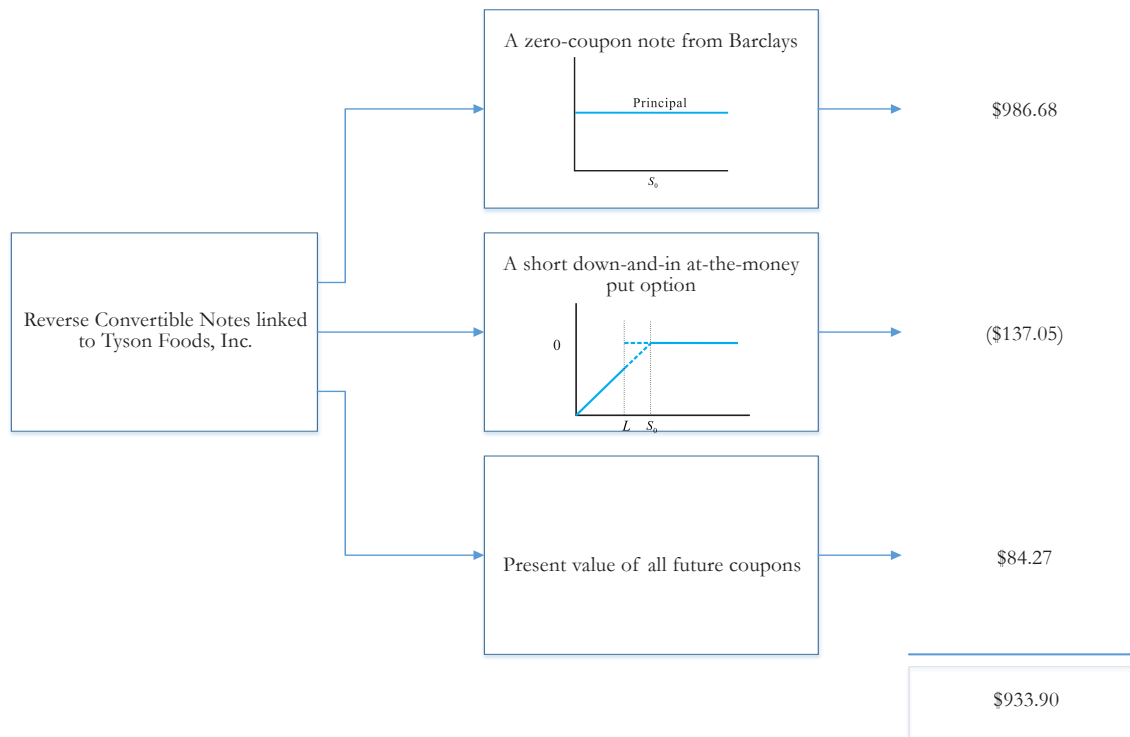 A zero-coupon note from Barclays
Principal
S₀
$986.68
Reverse Convertible Notes linked
to Tyson Foods, Inc.
A short down-and-in at-the-money
put option
0
L S₀
($137.05)
Present value of all future coupons
$84.27
$933.90